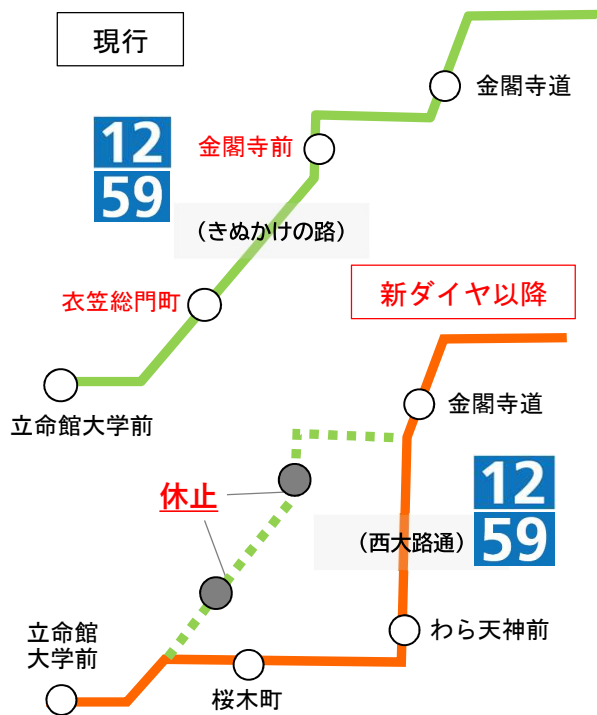 現行
金閣寺道
12
59
金閣寺前
（きぬかけの路）
衣笠総門町
立命館大学前
新ダイヤ以降
金閣寺道
休止
12
59
（西大路通）
わら天神前
立命館
大学前
桜木町